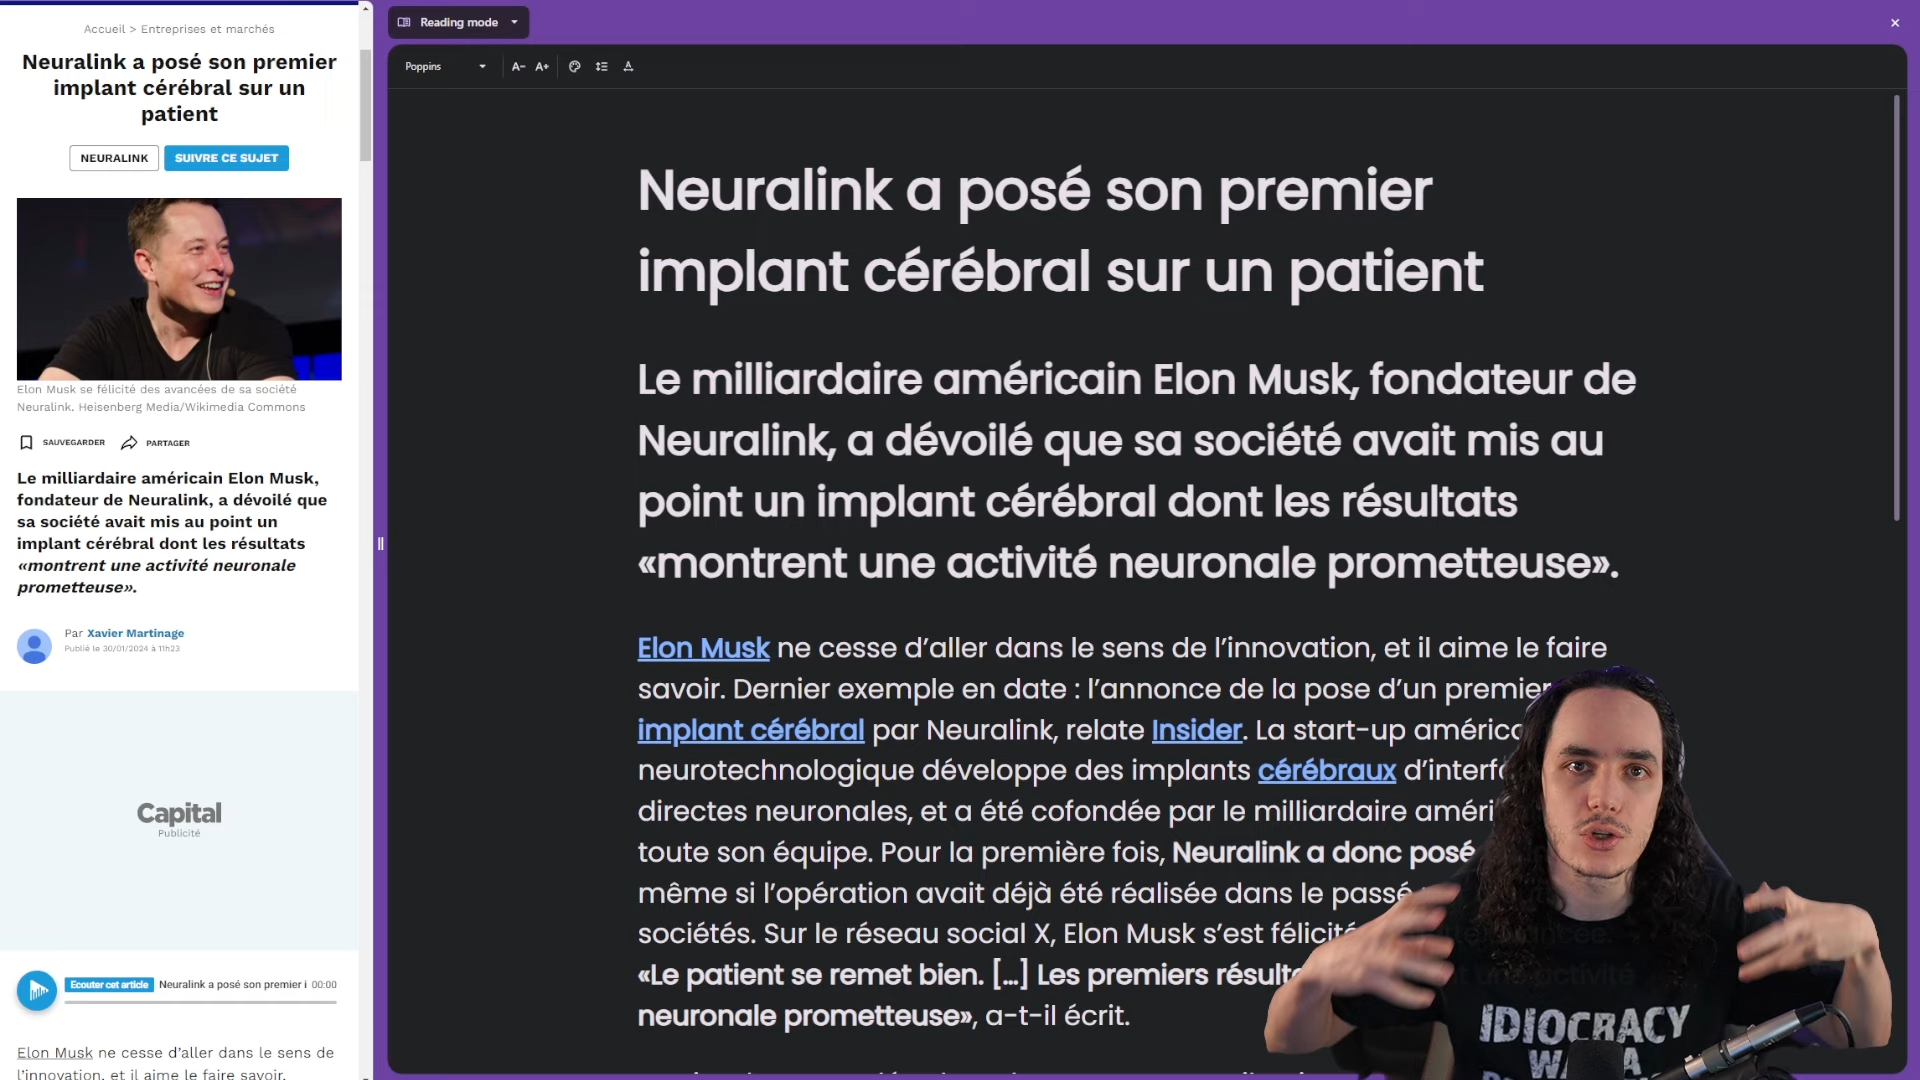 Accueil > Entreprises et marchés
Neuralink a posé son premier
implant cérébral sur un
patient
NEURALINK
SUIVRE CE SUJET
Elon Musk se félicité des avancées de sa société
Neuralink. Heisenberg Media/Wikimedia Commons
SAUVEGARDER
PARTAGER
Le milliardaire américain Elon Musk,
fondateur de Neuralink, a dévoilé que
sa société avait mis au point un
implant cérébral dont les résultats
«montrent une activité neuronale
prometteuse».
Par Xavier Martinage
Publié le 30/01/2024 à 11h23
Capital
Publicité
Ecouter cet article Neuralink a posé son premier i 00:00
Elon Musk ne cesse d’aller dans le sens de
l’innovation, et il aime le faire savoir.
Reading mode
Poppins
A- A+
Neuralink a posé son premier
implant cérébral sur un patient
Le milliardaire américain Elon Musk, fondateur de
Neuralink, a dévoilé que sa société avait mis au
point un implant cérébral dont les résultats
«montrent une activité neuronale prometteuse».
Elon Musk ne cesse d’aller dans le sens de l’innovation, et il aime le faire
savoir. Dernier exemple en date : l’annonce de la pose d’un premier
implant cérébral par Neuralink, relate Insider. La start-up
neurotechnologique développe des implants cérébraux
directes neuronales, et a été cofondée par le milliardaire
toute son équipe. Pour la première fois, Neuralink a donc posé
même si l’opération avait déjà été réalisée dans le passé
sociétés. Sur le réseau social X, Elon Musk s’est
«Le patient se remet bien. [...] Les premiers
neuronale prometteuse», a-t-il écrit.
IDIOCRACY